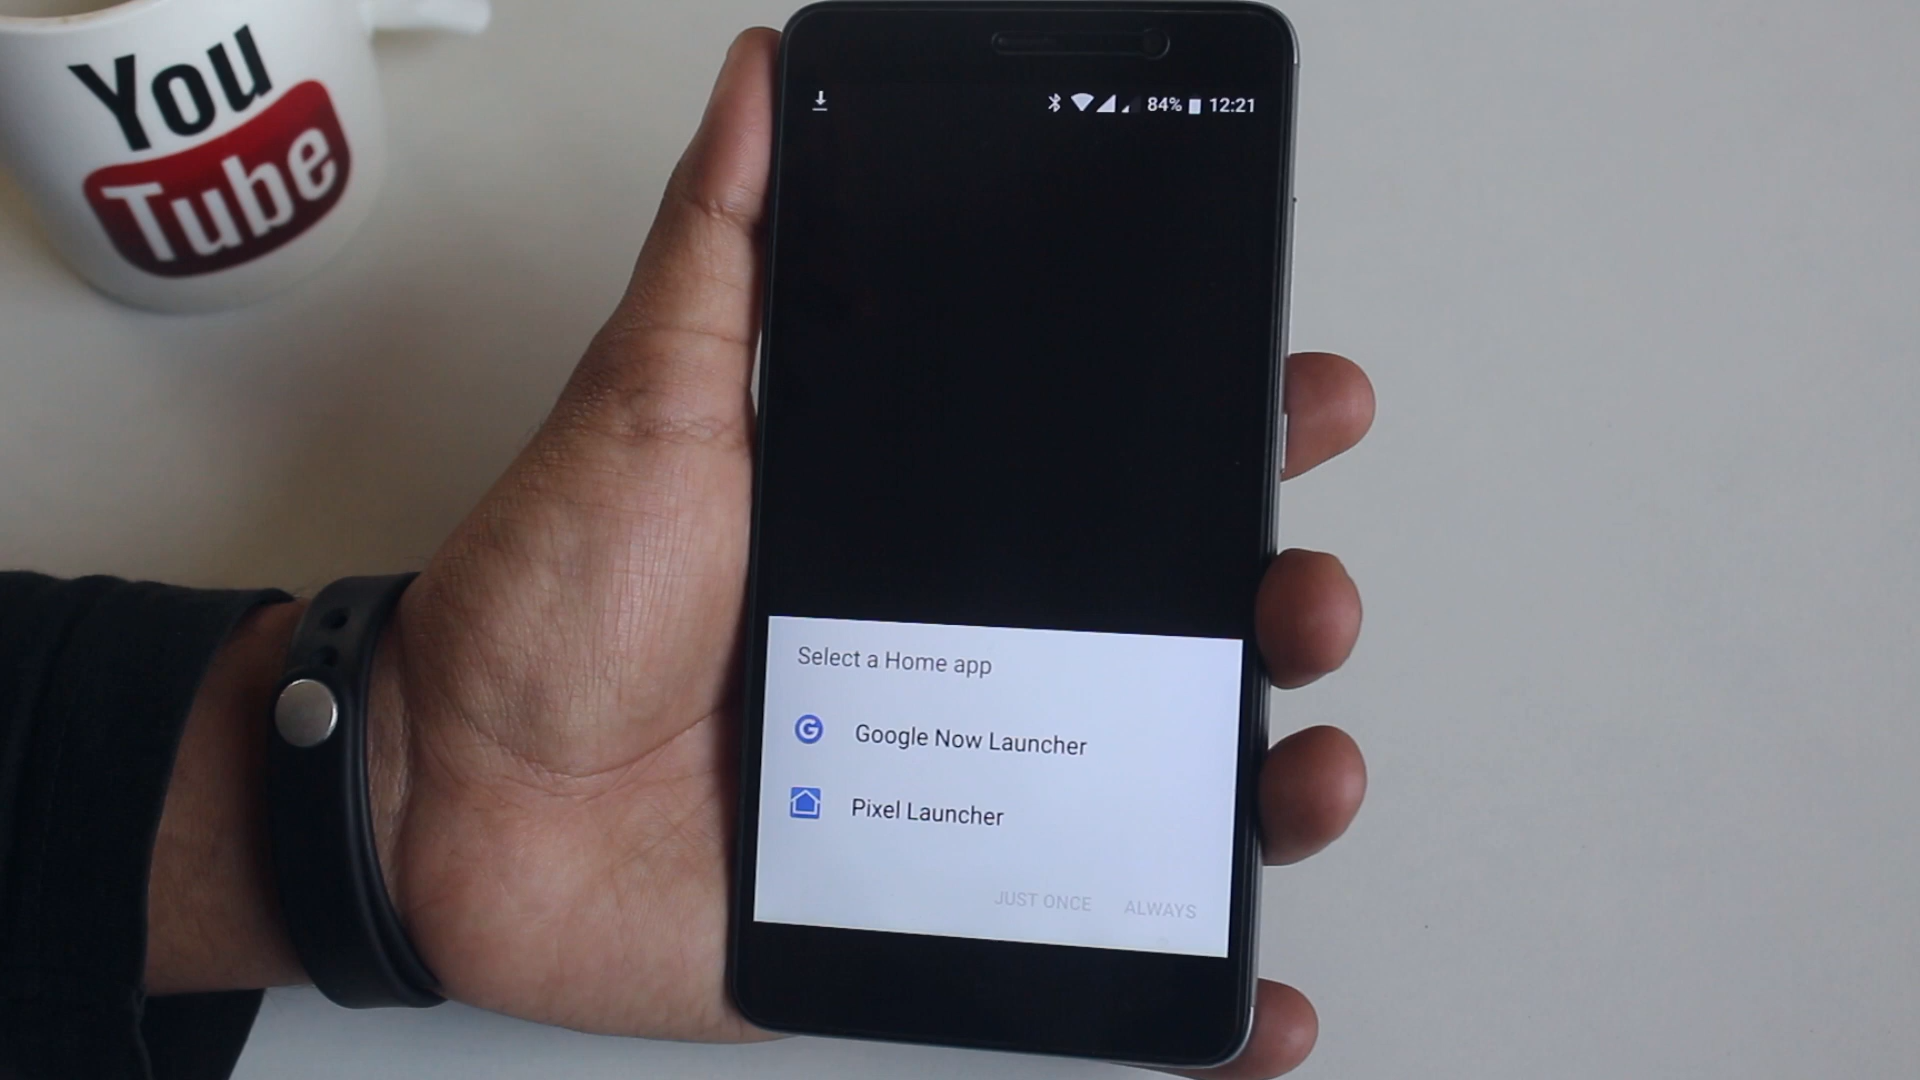 You
Tube
84% 12:21
Select a Home app
Google Now Launcher
Pixel Launcher
JUST ONCE ALWAYS